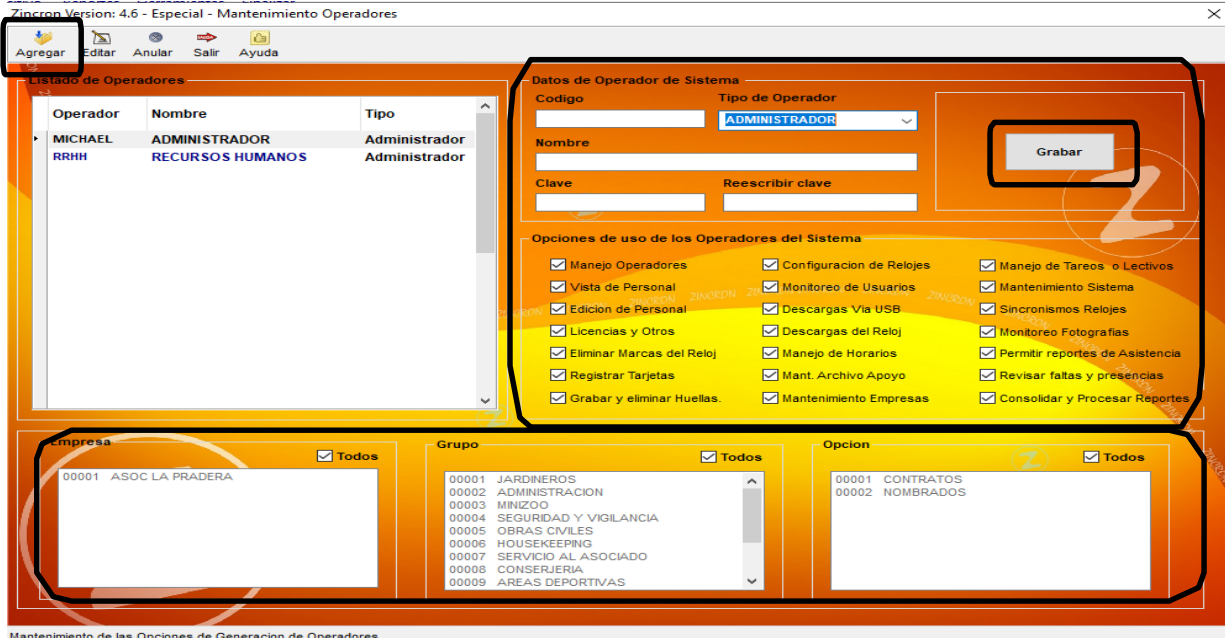 Zincron Version: 4.6 - Especial - Mantenimiento Operadores
Agregar Editar Anular Salir Ayuda
Listado de Operadores
Operador Nombre Tipo
MICHAEL ADMINISTRADOR Administrador
RRHH RECURSOS HUMANOS Administrador
Datos de Operador de Sistema
Codigo Tipo de Operador
ADMINISTRADOR
Nombre
Clave Reescribir clave
Grabar
Opciones de uso de los Operadores del Sistema
Manejo Operadores Configuracion de Relojes Manejo de Tareos o Lectivos
Vista de Personal Monitoreo de Usuarios Mantenimiento Sistema
Edicion de Personal Descargas Via USB Sincronismos Relojes
Licencias y Otros Descargas del Reloj Monitoreo Fotografias
Eliminar Marcas del Reloj Manejo de Horarios Permitir reportes de Asistencia
Registrar Tarjetas Mant. Archivo Apoyo Revisar faltas y presencias
Grabar y eliminar Huellas. Mantenimiento Empresas Consolidar y Procesar Reportes
Empresa
Todos
00001 ASOC LA PRADERA
Grupo
Todos
00001 JARDINEROS
00002 ADMINISTRACION
00003 MINIZOO
00004 SEGURIDAD Y VIGILANCIA
00005 OBRAS CIVILES
00006 HOUSEKEEPING
00007 SERVICIO AL ASOCIADO
00008 CONSERJERIA
00009 AREAS DEPORTIVAS
Opcion
Todos
00001 CONTRATOS
00002 NOMBRADOS
Mantenimiento de las Opciones de Generacion de Operadores